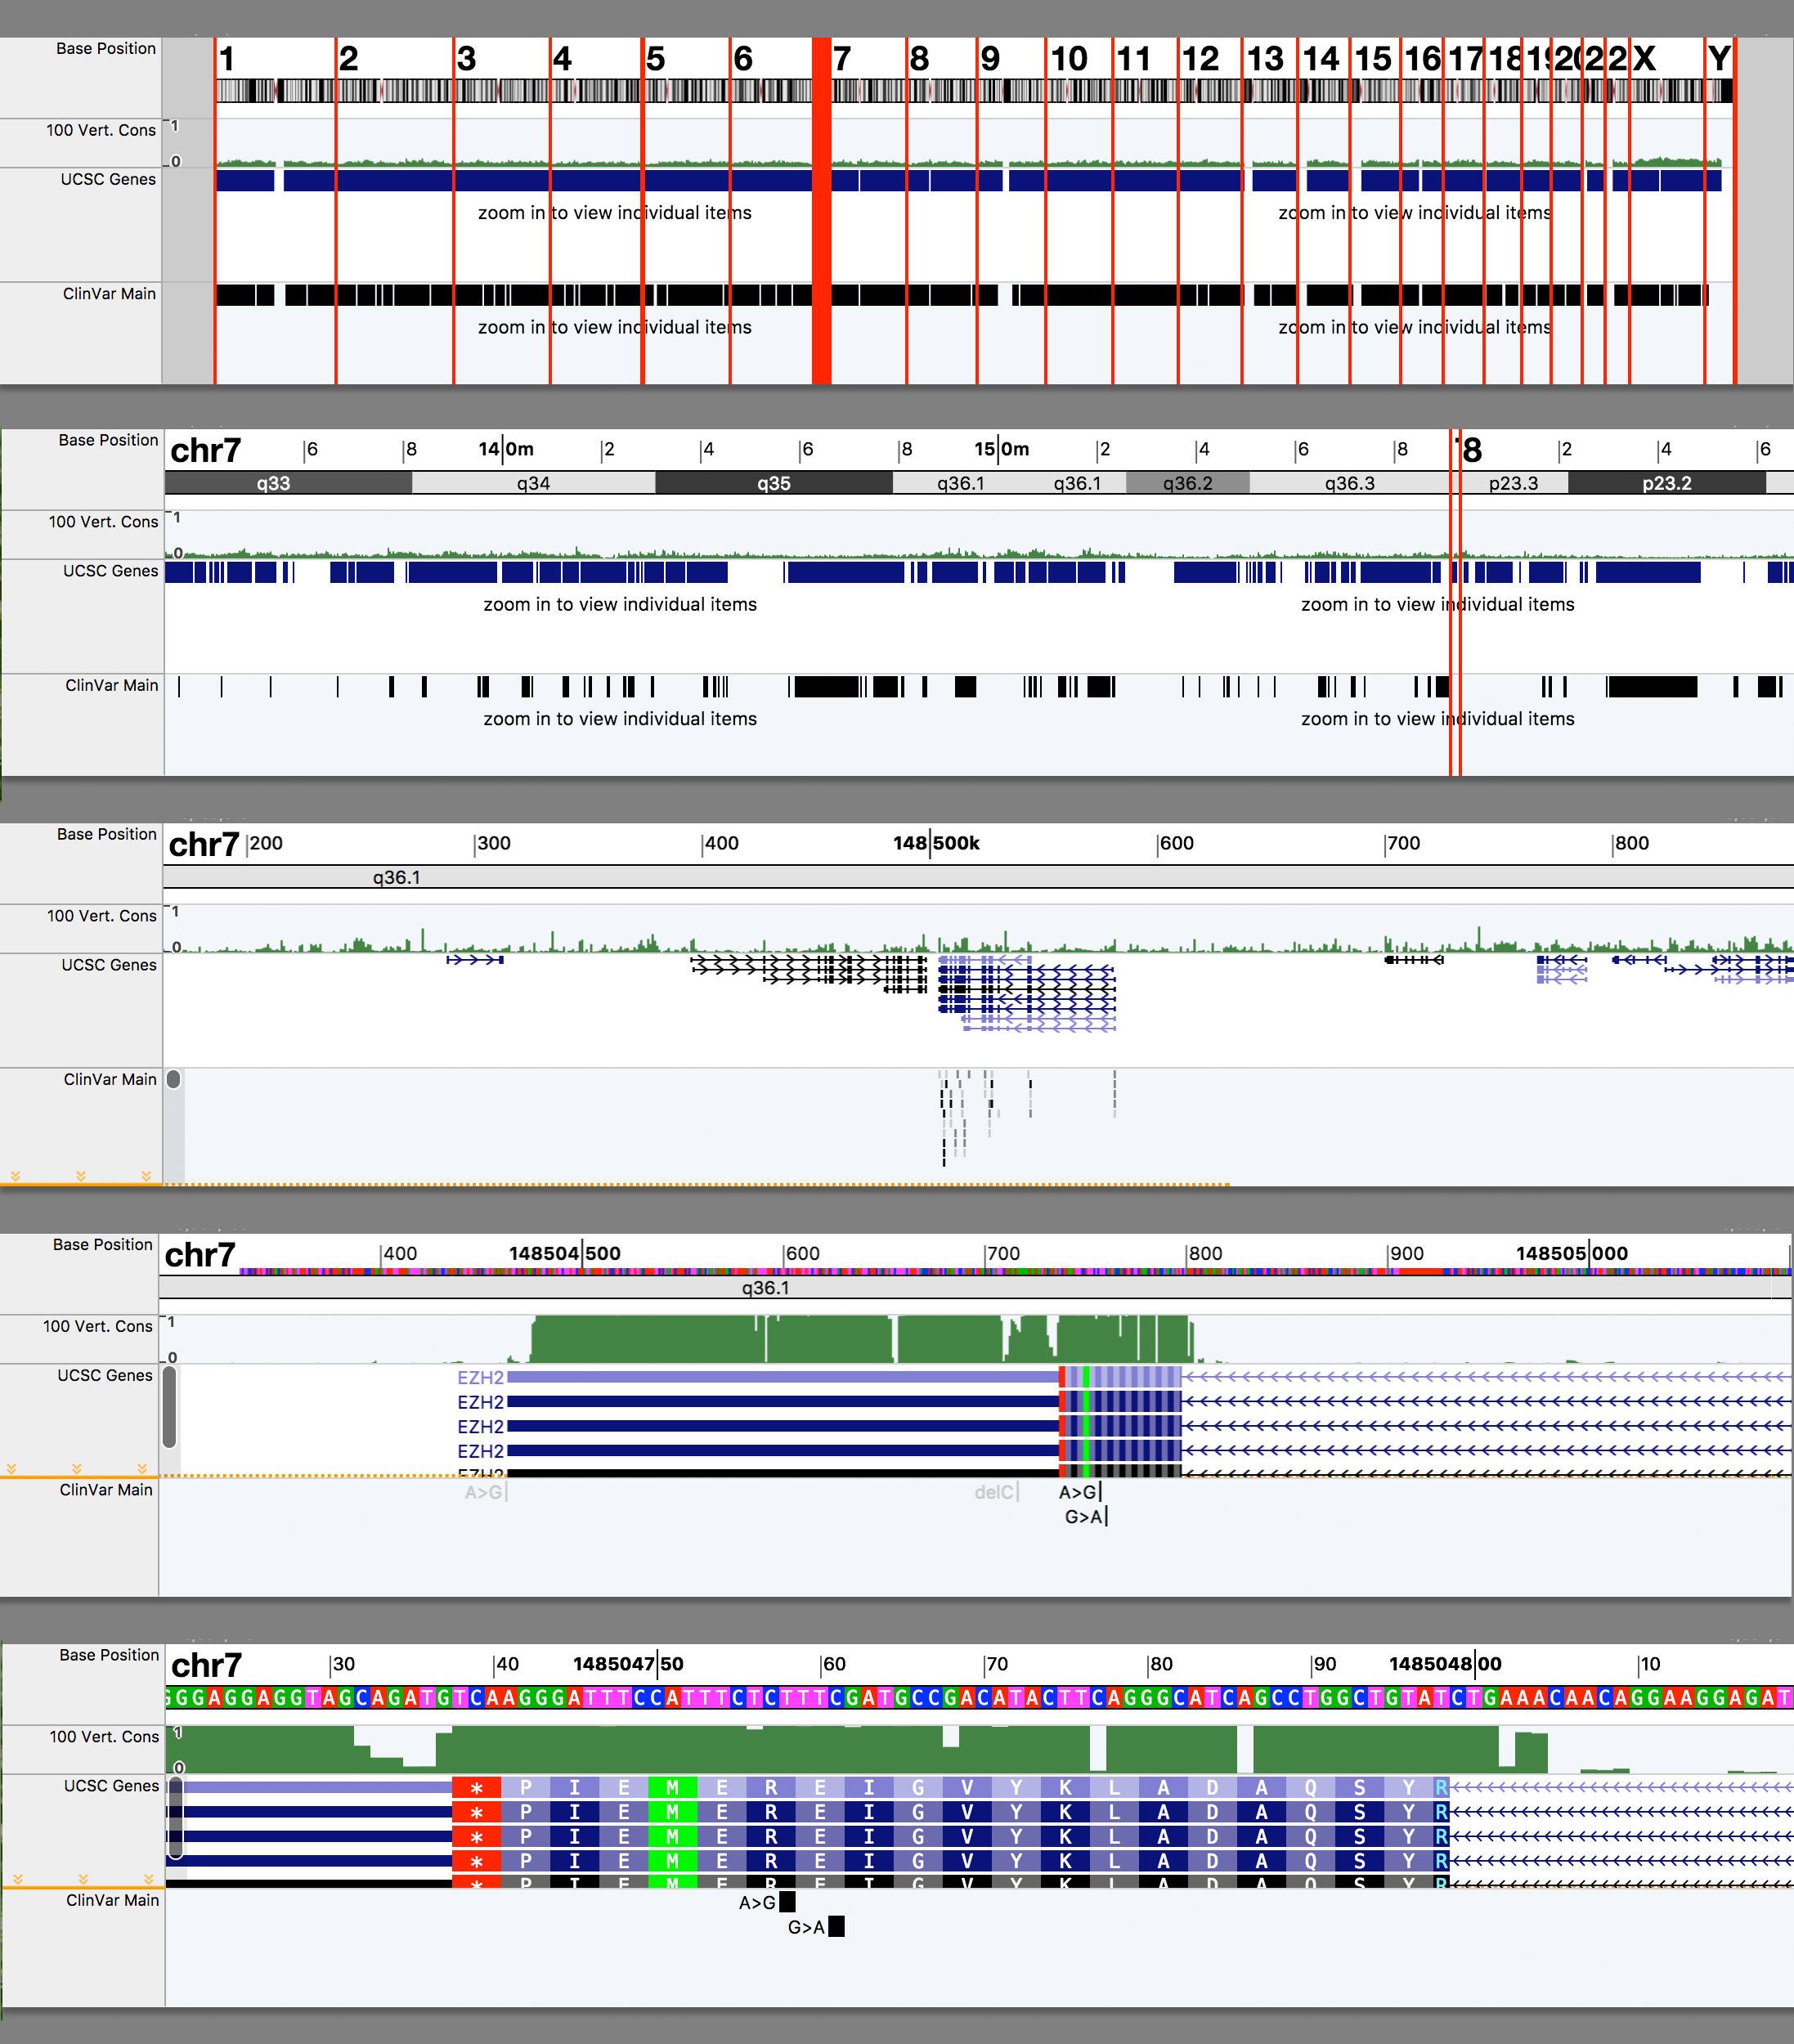 Base Position
1 2 3 4 5 6 7 8 9 10 11 12 13 14 15 16 17 18 19 20 22 X Y
100 Vert. Cons
1
0
UCSC Genes
zoom in to view individual items zoom in to view individual items
ClinVar Main
zoom in to view individual items zoom in to view individual items
Base Position
chr7 |6 |8 14|0m |2 |4 |6 |8 15|0m |2 |4 |6 |8 8 |2 |4 |6
q33 q34 q35 q36.1 q36.1 q36.2 q36.3 p23.3 p23.2
100 Vert. Cons
1
0
UCSC Genes
zoom in to view individual items zoom in to view individual items
ClinVar Main
zoom in to view individual items zoom in to view individual items
Base Position
chr7 |200 |300 |400 148|500k |600 |700 |800
q36.1
100 Vert. Cons
1
0
UCSC Genes
ClinVar Main
Base Position
chr7 |400 148504|500 |600 |700 |800 |900 148505|000
q36.1
100 Vert. Cons
1
0
UCSC Genes
EZH2
EZH2
EZH2
EZH2
EZH2
ClinVar Main
A>G delC A>G
G>A
Base Position
chr7 |30 |40 1485047|50 |60 |70 |80 |90 1485048|00 |10
GGGAGGAGGTAGCAGATGTCAAGGGATTTCCATTTCTCTTTCGATGCCGACATACTTCAGGGCATCAGCCTGGCTGTATCTGAAACAACAGGAAGGAGAT
100 Vert. Cons
1
0
UCSC Genes
* P I E M E R E I G V Y K L A D A Q S Y R
* P I E M E R E I G V Y K L A D A Q S Y R
* P I E M E R E I G V Y K L A D A Q S Y R
* P I E M E R E I G V Y K L A D A Q S Y R
* P I E M E R E I G V Y K L A D A Q S Y R
ClinVar Main
A>G
G>A